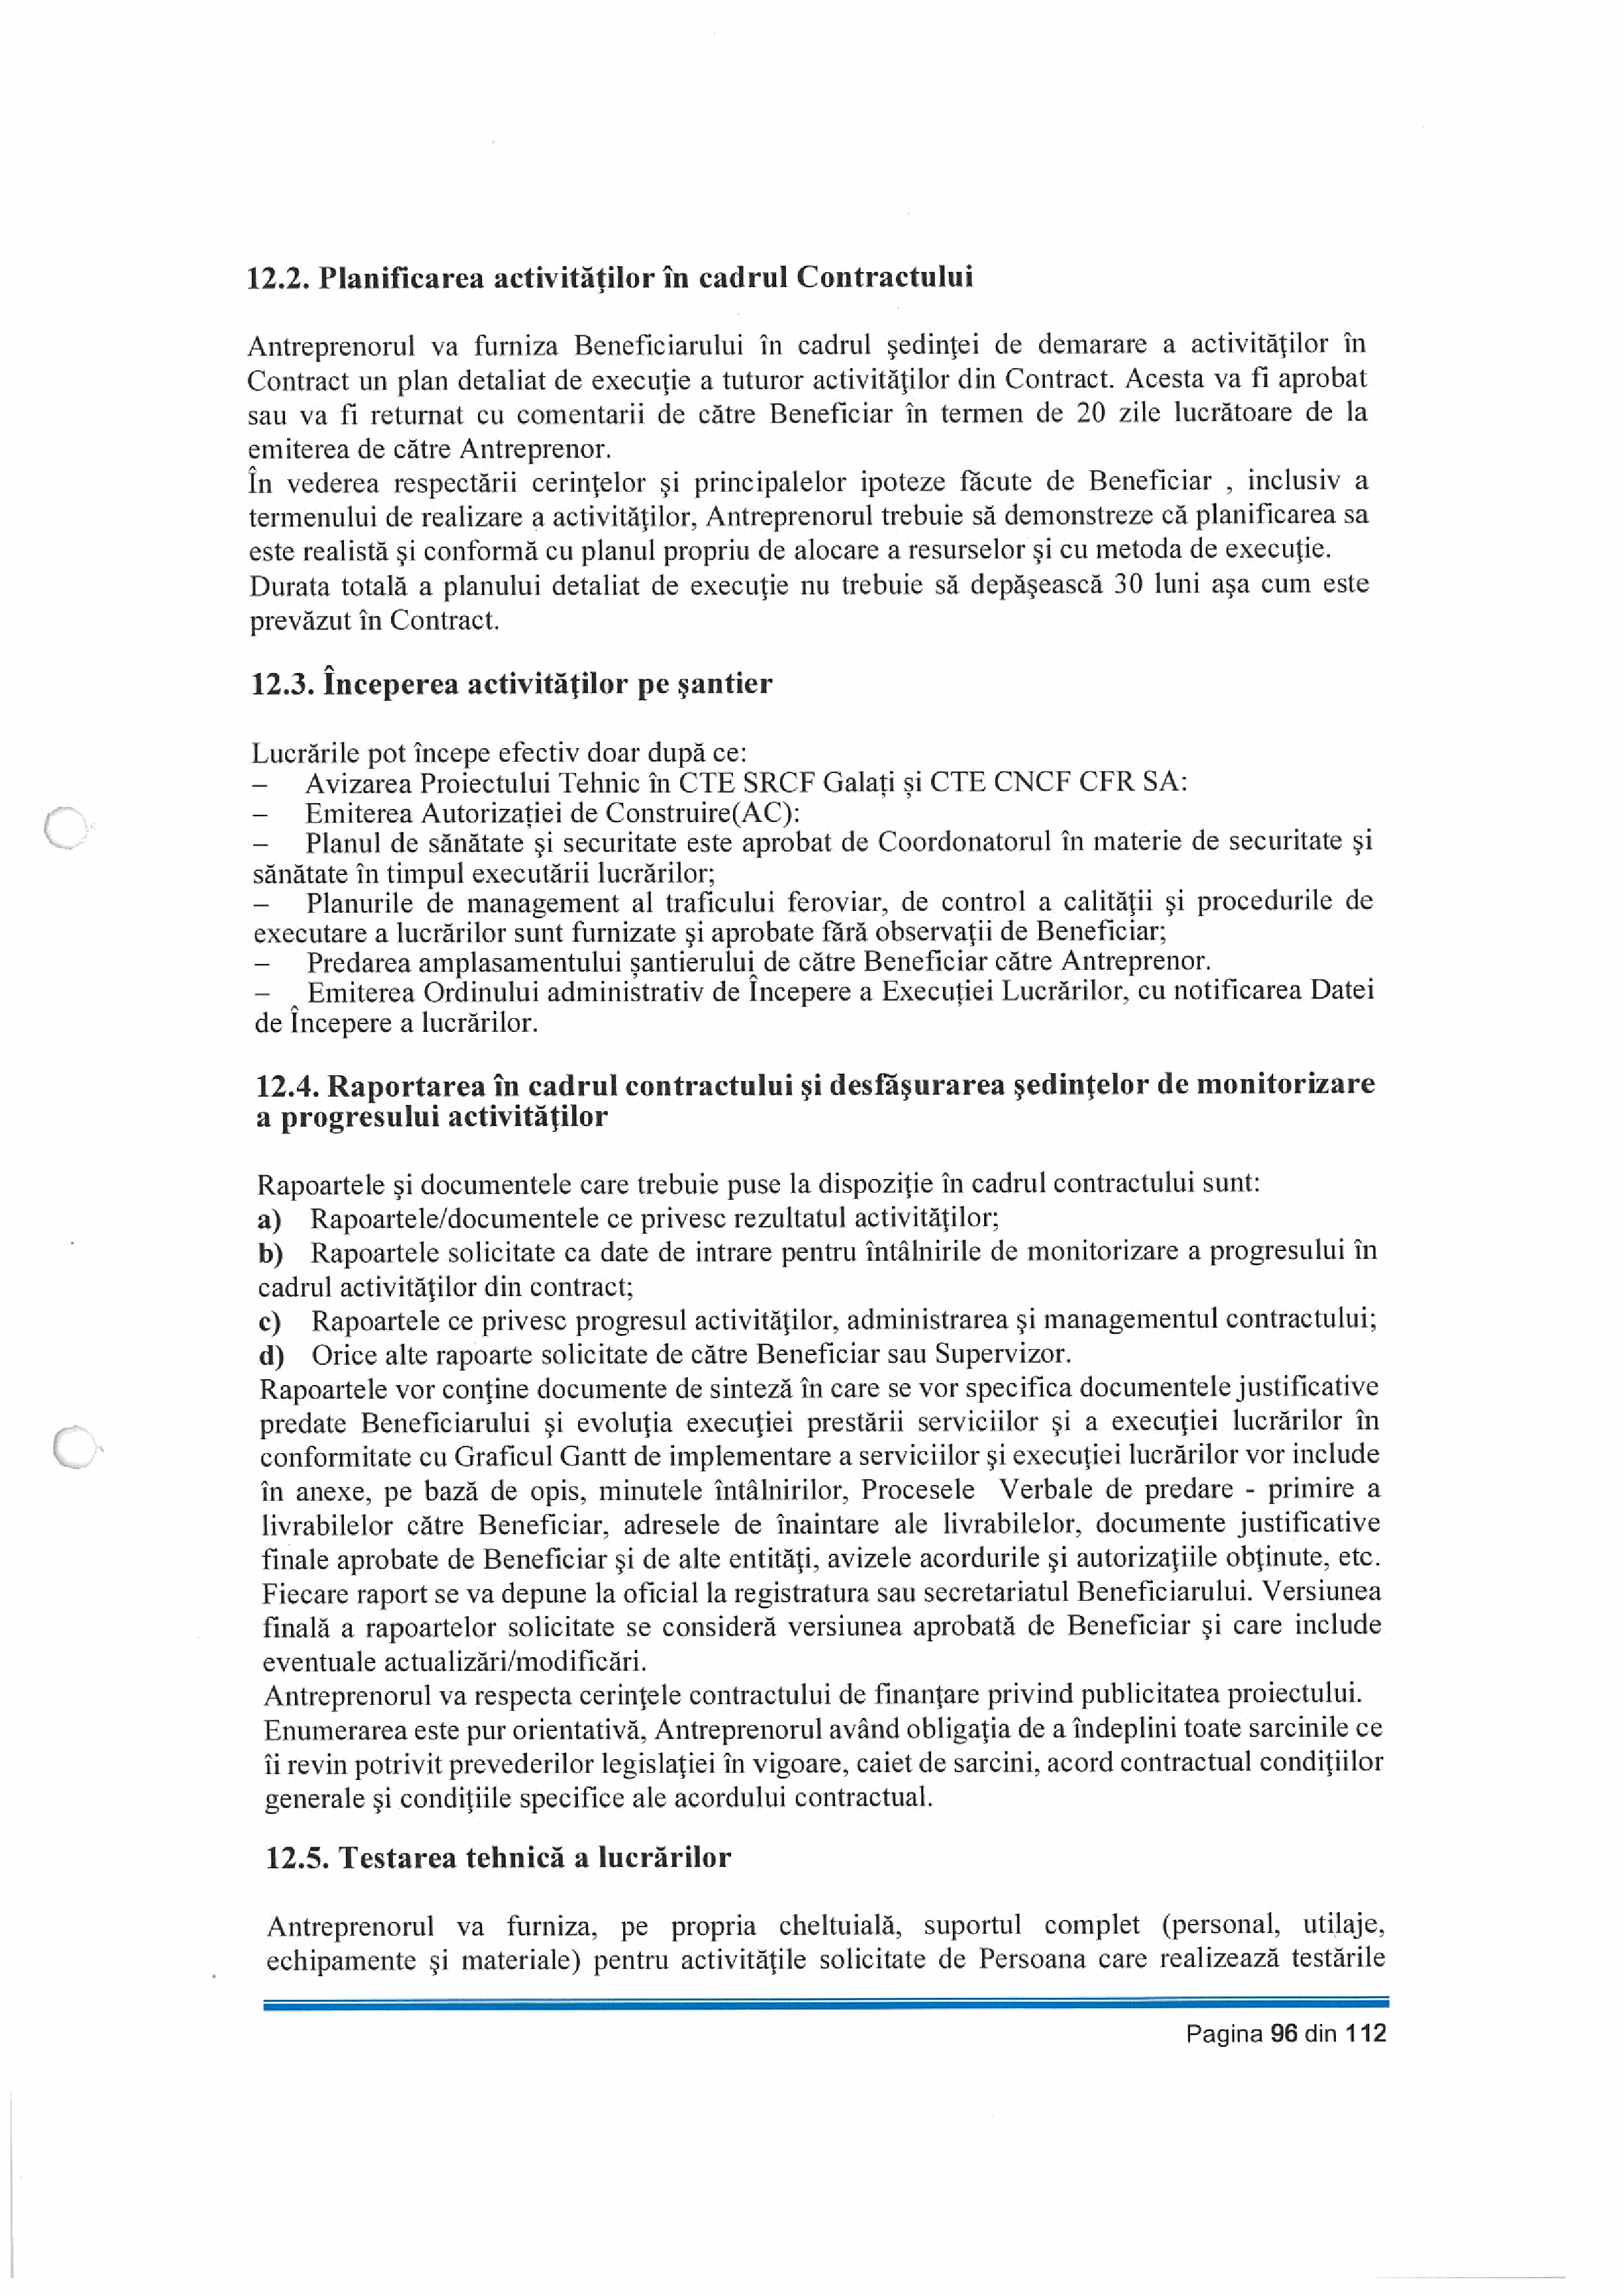 12.2. Planificarea activităţilor în cadrul Contractului
Antreprenorul va furniza Beneficiarului în cadrul şedinţei de demarare a activităţilor în
Contract un plan detaliat de execuţie a tuturor activităţilor din Contract. Acesta va fi aprobat
sau va fi returnat cu comentarii de către Beneficiar în termen de 20 zile lucrătoare de la
emiterea de către Antreprenor.
În vederea respectării cerinţelor şi principalelor ipoteze făcute de Beneficiar , inclusiv a
termenului de realizare a activităţilor, Antreprenorul trebuie să demonstreze că planificarea sa
este realistă şi conformă cu planul propriu de alocare a resurselor şi cu metoda de execuţie.
Durata totală a planului detaliat de execuţie nu trebuie să depăşească 30 luni aşa cum este
prevăzut în Contract.
12.3. Începerea activităţilor pe şantier
Lucrările pot începe efectiv doar după ce:
– Avizarea Proiectului Tehnic în CTE SRCF Galați și CTE CNCF CFR SA:
– Emiterea Autorizației de Construire(AC):
– Planul de sănătate şi securitate este aprobat de Coordonatorul în materie de securitate şi
sănătate în timpul executării lucrărilor;
– Planurile de management al traficului feroviar, de control a calităţii şi procedurile de
executare a lucrărilor sunt furnizate şi aprobate fără observaţii de Beneficiar;
– Predarea amplasamentului șantierului de către Beneficiar către Antreprenor.
– Emiterea Ordinului administrativ de Începere a Execuției Lucrărilor, cu notificarea Datei
de Începere a lucrărilor.
12.4. Raportarea în cadrul contractului şi desfăşurarea şedinţelor de monitorizare
a progresului activităţilor
Rapoartele şi documentele care trebuie puse la dispoziţie în cadrul contractului sunt:
a) Rapoartele/documentele ce privesc rezultatul activităţilor;
b) Rapoartele solicitate ca date de intrare pentru întâlnirile de monitorizare a progresului în
cadrul activităţilor din contract;
c) Rapoartele ce privesc progresul activităţilor, administrarea şi managementul contractului;
d) Orice alte rapoarte solicitate de către Beneficiar sau Supervizor.
Rapoartele vor conţine documente de sinteză în care se vor specifica documentele justificative
predate Beneficiarului şi evoluţia execuţiei prestării serviciilor şi a execuţiei lucrărilor în
conformitate cu Graficul Gantt de implementare a serviciilor şi execuţiei lucrărilor vor include
în anexe, pe bază de opis, minutele întâlnirilor, Procesele Verbale de predare - primire a
livrabilelor către Beneficiar, adresele de înaintare ale livrabilelor, documente justificative
finale aprobate de Beneficiar şi de alte entităţi, avizele acordurile şi autorizaţiile obţinute, etc.
Fiecare raport se va depune la oficial la registratura sau secretariatul Beneficiarului. Versiunea
finală a rapoartelor solicitate se consideră versiunea aprobată de Beneficiar şi care include
eventuale actualizări/modificări.
Antreprenorul va respecta cerinţele contractului de finanţare privind publicitatea proiectului.
Enumerarea este pur orientativă, Antreprenorul având obligaţia de a îndeplini toate sarcinile ce
îi revin potrivit prevederilor legislaţiei în vigoare, caiet de sarcini, acord contractual condiţiilor
generale şi condiţiile specifice ale acordului contractual.
12.5. Testarea tehnică a lucrărilor
Antreprenorul va furniza, pe propria cheltuială, suportul complet (personal, utilaje,
echipamente şi materiale) pentru activităţile solicitate de Persoana care realizează testările
Pagina 96 din 112